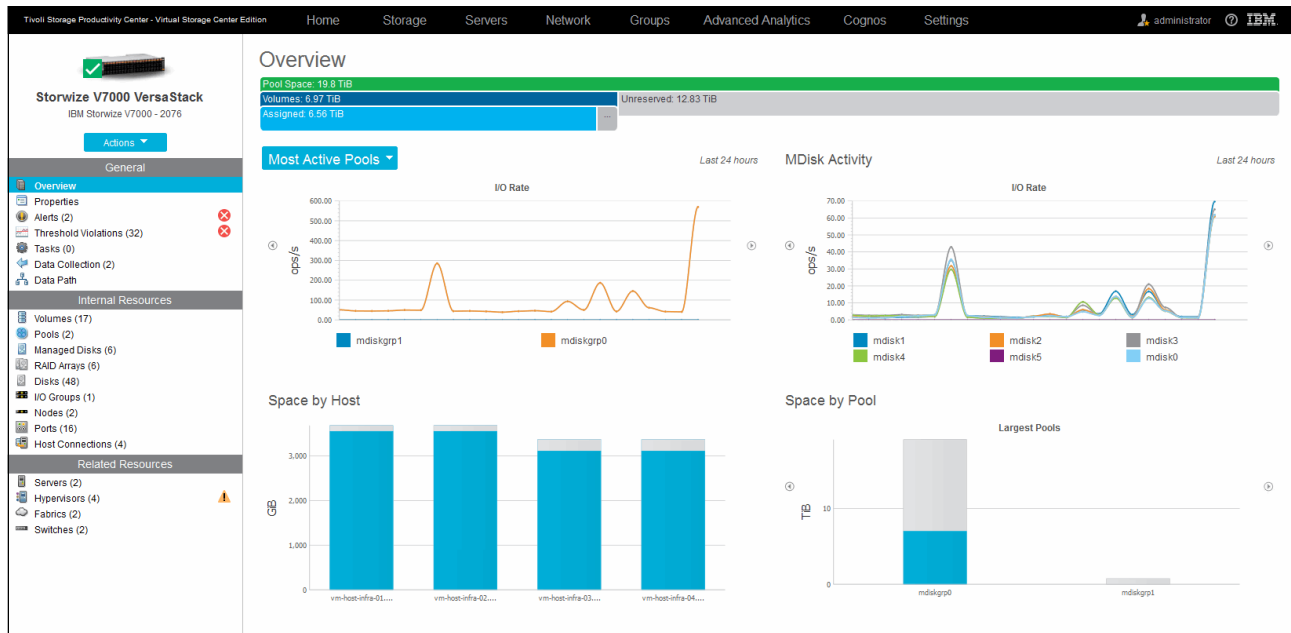 Tivoli Storage Productivity Center - Virtual Storage Center Edition
Home Storage Servers Network Groups Advanced Analytics Cognos Settings administrator ? IBM.
Storwize V7000 VersaStack
IBM Storwize V7000 - 2076
Actions
General
Overview
Properties
Alerts (2)
Threshold Violations (32)
Tasks (0)
Data Collection (2)
Data Path
Internal Resources
Volumes (17)
Pools (2)
Managed Disks (6)
RAID Arrays (6)
Disks (48)
I/O Groups (1)
Nodes (2)
Ports (16)
Host Connections (4)
Related Resources
Servers (2)
Hypervisors (4)
Fabrics (2)
Switches (2)
Overview
Pool Space: 19.8 TiB
Volumes: 6.97 TiB Unreserved: 12.83 TiB
Assigned: 6.56 TiB ...
Most Active Pools Last 24 hours
I/O Rate
ops/s
600.00
500.00
400.00
300.00
200.00
100.00
0.00
mdiskgrp1 mdiskgrp0
MDisk Activity Last 24 hours
I/O Rate
ops/s
70.00
60.00
50.00
40.00
30.00
20.00
10.00
0.00
mdisk1 mdisk2 mdisk3
mdisk4 mdisk5 mdisk0
Space by Host
GiB
3,000
2,000
1,000
0
vm-host-infra-01.... vm-host-infra-02.... vm-host-infra-03.... vm-host-infra-04....
Space by Pool
Largest Pools
TiB
10
0
mdiskgrp0 mdiskgrp1